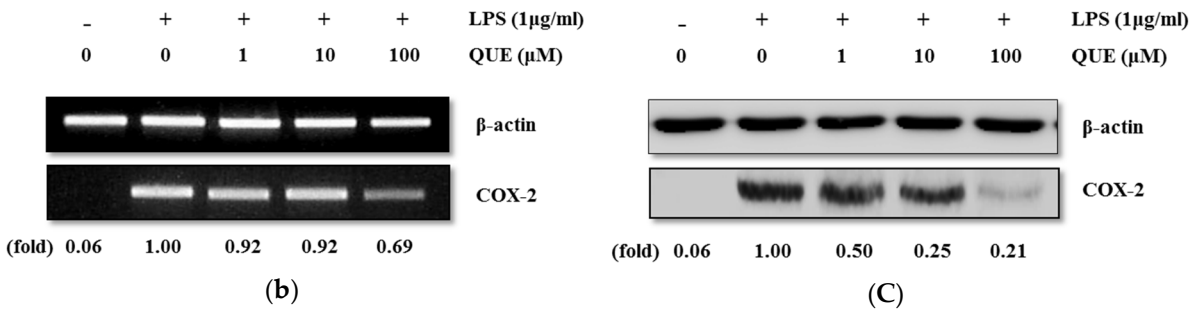 - + + + + LPS (1μg/ml)
0 0 1 10 100 QUE (μM)
β-actin
COX-2
(fold) 0.06 1.00 0.92 0.92 0.69
(b)
- + + + + LPS (1μg/ml)
0 0 1 10 100 QUE (μM)
β-actin
COX-2
(fold) 0.06 1.00 0.50 0.25 0.21
(C)